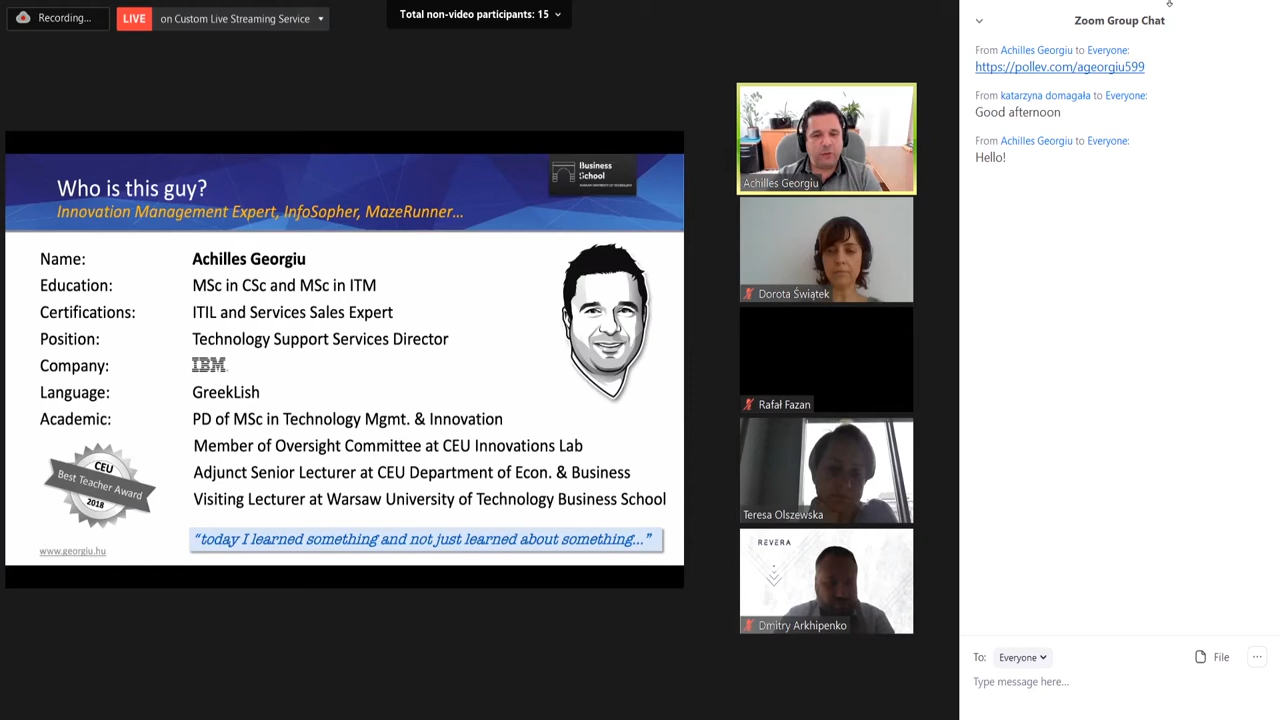 Recording...
LIVE on Custom Live Streaming Service
Total non-video participants: 15
Who is this guy?
Innovation Management Expert, InfoSopher, MazeRunner...
Business
School
Name: Achilles Georgiu
Education: MSc in CSc and MSc in ITM
Certifications: ITIL and Services Sales Expert
Position: Technology Support Services Director
Company: IBM
Language: GreekLish
Academic: PD of MSc in Technology Mgmt. & Innovation
Member of Oversight Committee at CEU Innovations Lab
Adjunct Senior Lecturer at CEU Department of Econ. & Business
Visiting Lecturer at Warsaw University of Technology Business School
CEU
Best Teacher Award
2018
“today I learned something and not just learned about something...”
www.georgiu.hu
Achilles Georgiu
Dorota Świątek
Rafał Fazan
Teresa Olszewska
REVERA
Dmitry Arkhipenko
Zoom Group Chat
From Achilles Georgiu to Everyone:
https://pollev.com/ageorgiu599
From katarzyna domagała to Everyone:
Good afternoon
From Achilles Georgiu to Everyone:
Hello!
To: Everyone
File
Type message here...